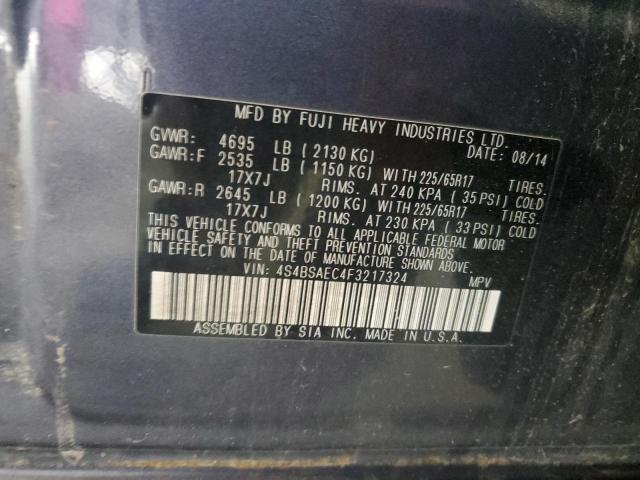 MFD BY FUJI HEAVY INDUSTRIES LTD.
GVWR: 4695 LB (2130 KG) DATE: 08/14
GAWR:F 2535 LB (1150 KG) WITH 225/65R17 TIRES.
17X7J RIMS. AT 240 KPA (35 PSI) COLD
GAWR:R 2645 LB (1200 KG) WITH 225/65R17 TIRES.
17X7J RIMS. AT 230 KPA (33 PSI) COLD
THIS VEHICLE CONFORMS TO ALL APPLICABLE FEDERAL MOTOR
VEHICLE SAFETY AND THEFT PREVENTION STANDARDS
IN EFFECT ON THE DATE OF MANUFACTURE SHOWN ABOVE.
VIN: 4S4BSAEC4F3217324 MPV
ASSEMBLED BY SIA INC. MADE IN U.S.A.